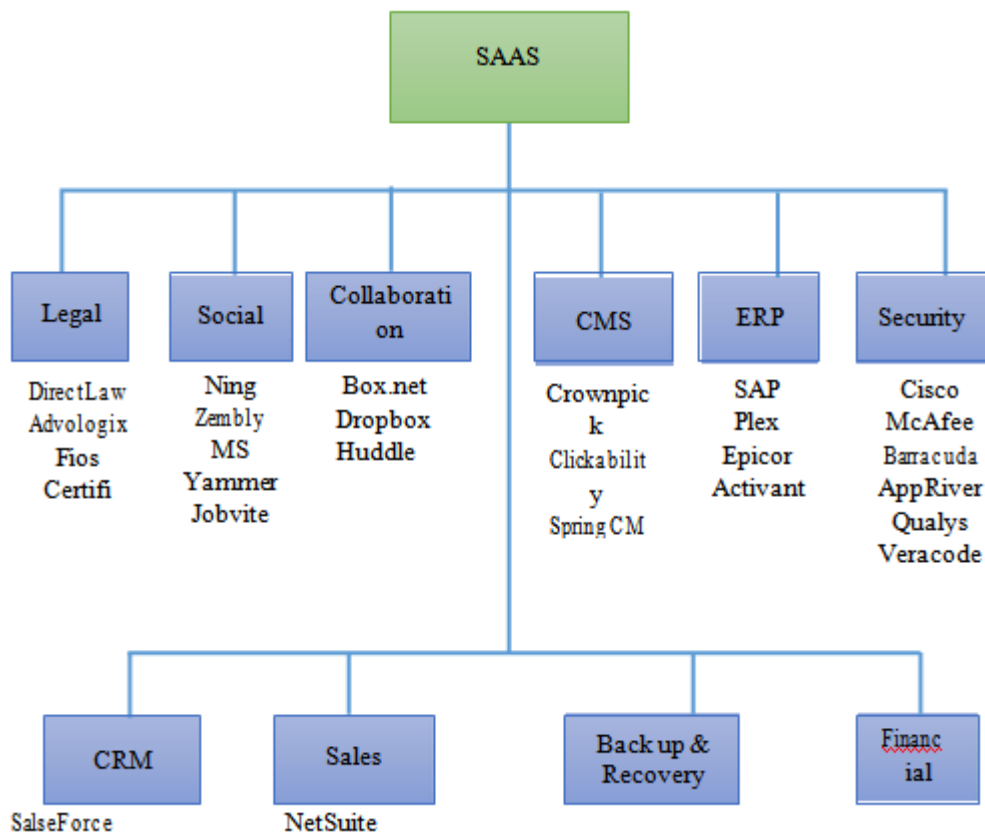 SAAS
Legal
Social
Collaborati
on
CMS
ERP
Security
DirectLaw
Advologix
Fios
Certifi
Ning
Zembly
MS
Yammer
Jobvite
Box.net
Dropbox
Huddle
Crownpic
k
Clickabilit
y
Spring CM
SAP
Plex
Epicor
Activant
Cisco
McAfee
Barracuda
AppRiver
Qualys
Veracode
CRM
Sales
Back up &
Recovery
Financ
ial
SalseForce
NetSuite